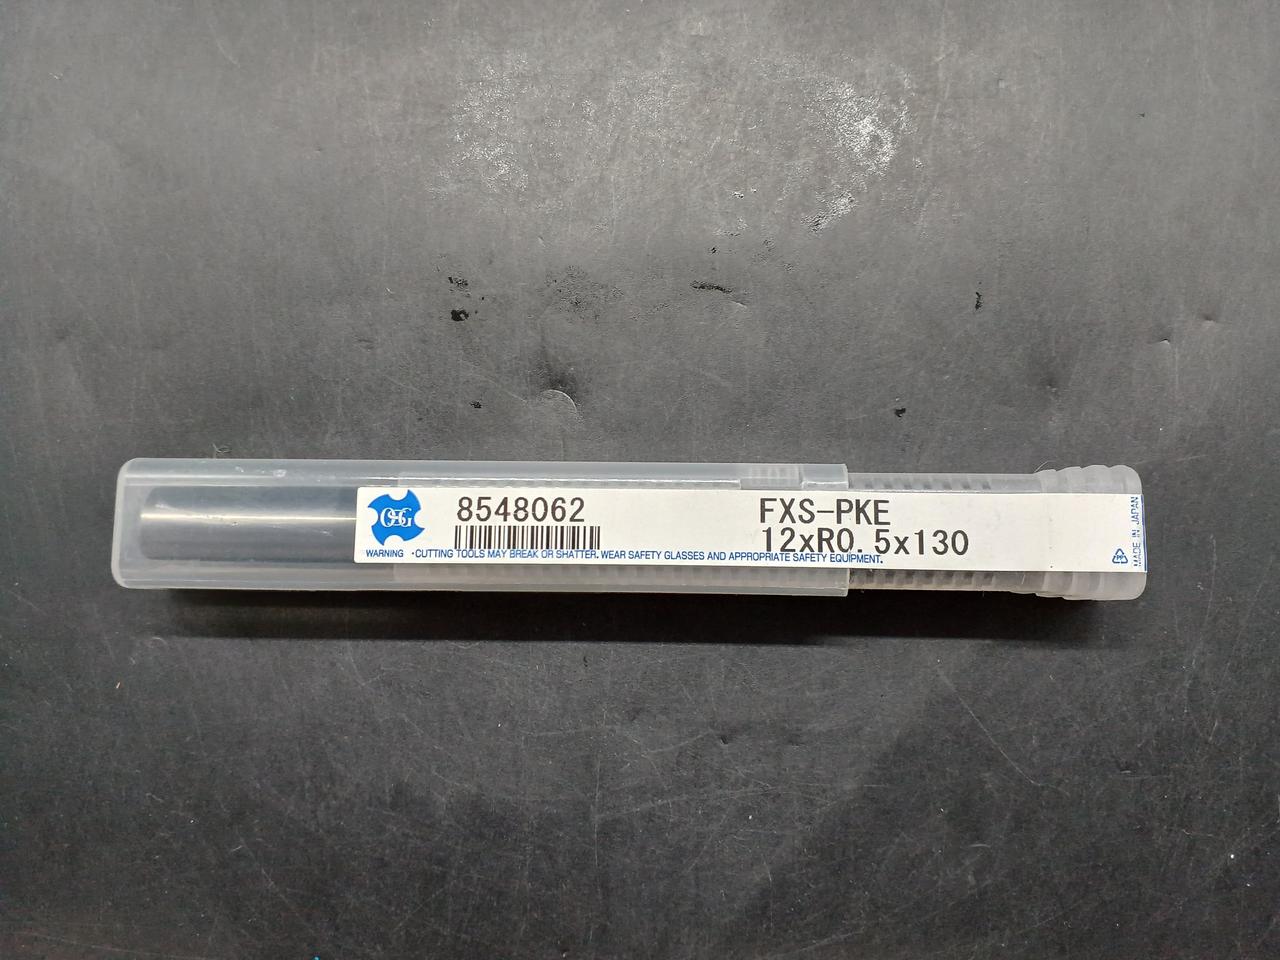 OSG
8548062
FXS-PKE
12xR0.5x130
WARNING •CUTTING TOOLS MAY BREAK OR SHATTER. WEAR SAFETY GLASSES AND APPROPRIATE SAFETY EQUIPMENT.
MADE IN JAPAN